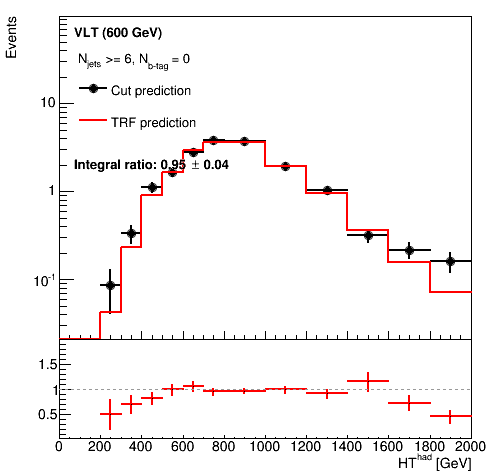 Events
VLT (600 GeV)
N_jets >= 6, N_b-tag = 0
Cut prediction
10
TRF prediction
Integral ratio: 0.95 ± 0.04
1
10^-1
1.5
1
0.5
0 200 400 600 800 1000 1200 1400 1600 1800 2000
HT^had [GeV]